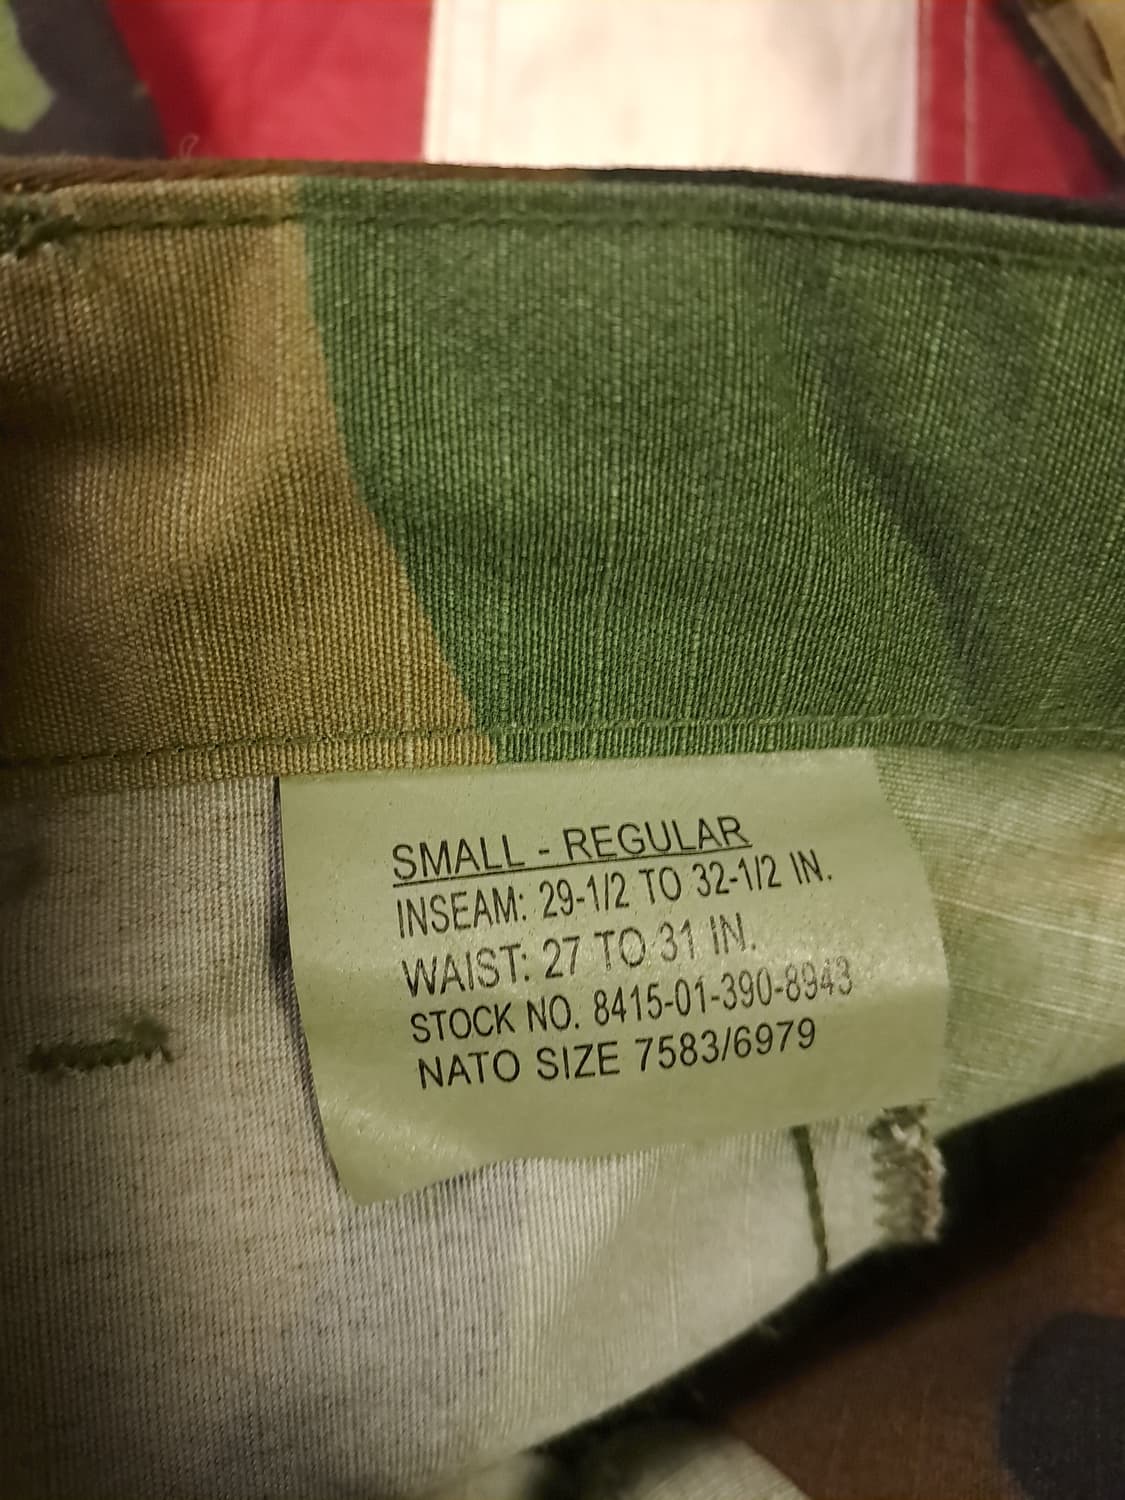 SMALL - REGULAR
INSEAM: 29-1/2 TO 32-1/2 IN.
WAIST: 27 TO 31 IN.
STOCK NO. 8415-01-390-8943
NATO SIZE 7583/6979